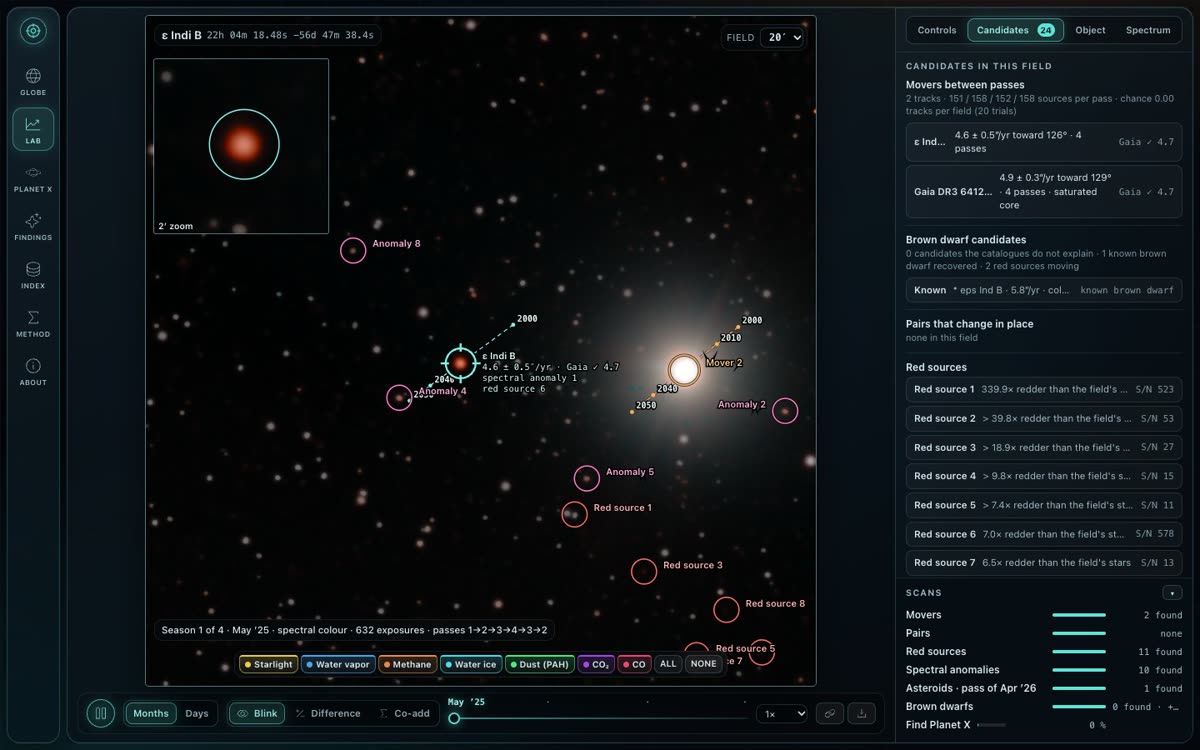 GLOBE
LAB
PLANET X
FINDINGS
INDEX
METHOD
ABOUT
ε Indi B 22h 04m 18.48s −56d 47m 38.4s
FIELD 20′
2′ zoom
Anomaly 8
2000
ε Indi B
4.6 ± 0.5″/yr · Gaia ✓ 4.7
spectral anomaly 1
red source 6
2040
Anomaly 4
2000
2010
Mover 2
2040
2050
Anomaly 2
Anomaly 5
Red source 1
Red source 3
Red source 8
Red source 5
ce 7
Season 1 of 4 · May ’25 · spectral colour · 632 exposures · passes 1→2→3→4→3→2
Starlight Water vapor Methane Water ice Dust (PAH) CO₂ CO ALL NONE
Months Days Blink Difference Co-add
May ’25
1×
Controls Candidates 24 Object Spectrum
CANDIDATES IN THIS FIELD
Movers between passes
2 tracks · 151 / 158 / 152 / 158 sources per pass · chance 0.00
tracks per field (20 trials)
ε Ind… 4.6 ± 0.5″/yr toward 126° · 4
passes Gaia ✓ 4.7
Gaia DR3 6412… 4.9 ± 0.3″/yr toward 129°
· 4 passes · saturated
core Gaia ✓ 4.7
Brown dwarf candidates
0 candidates the catalogues do not explain · 1 known brown
dwarf recovered · 2 red sources moving
Known * eps Ind B · 5.8″/yr · col… known brown dwarf
Pairs that change in place
none in this field
Red sources
Red source 1 339.9× redder than the field's … S/N 523
Red source 2 > 39.8× redder than the field's … S/N 53
Red source 3 > 18.9× redder than the field's … S/N 27
Red source 4 > 9.8× redder than the field's s… S/N 15
Red source 5 > 7.4× redder than the field's st… S/N 11
Red source 6 7.0× redder than the field's st… S/N 578
Red source 7 6.5× redder than the field's stars S/N 13
SCANS
Movers 2 found
Pairs none
Red sources 11 found
Spectral anomalies 10 found
Asteroids · pass of Apr ’26 1 found
Brown dwarfs 0 found · +…
Find Planet X 0 %